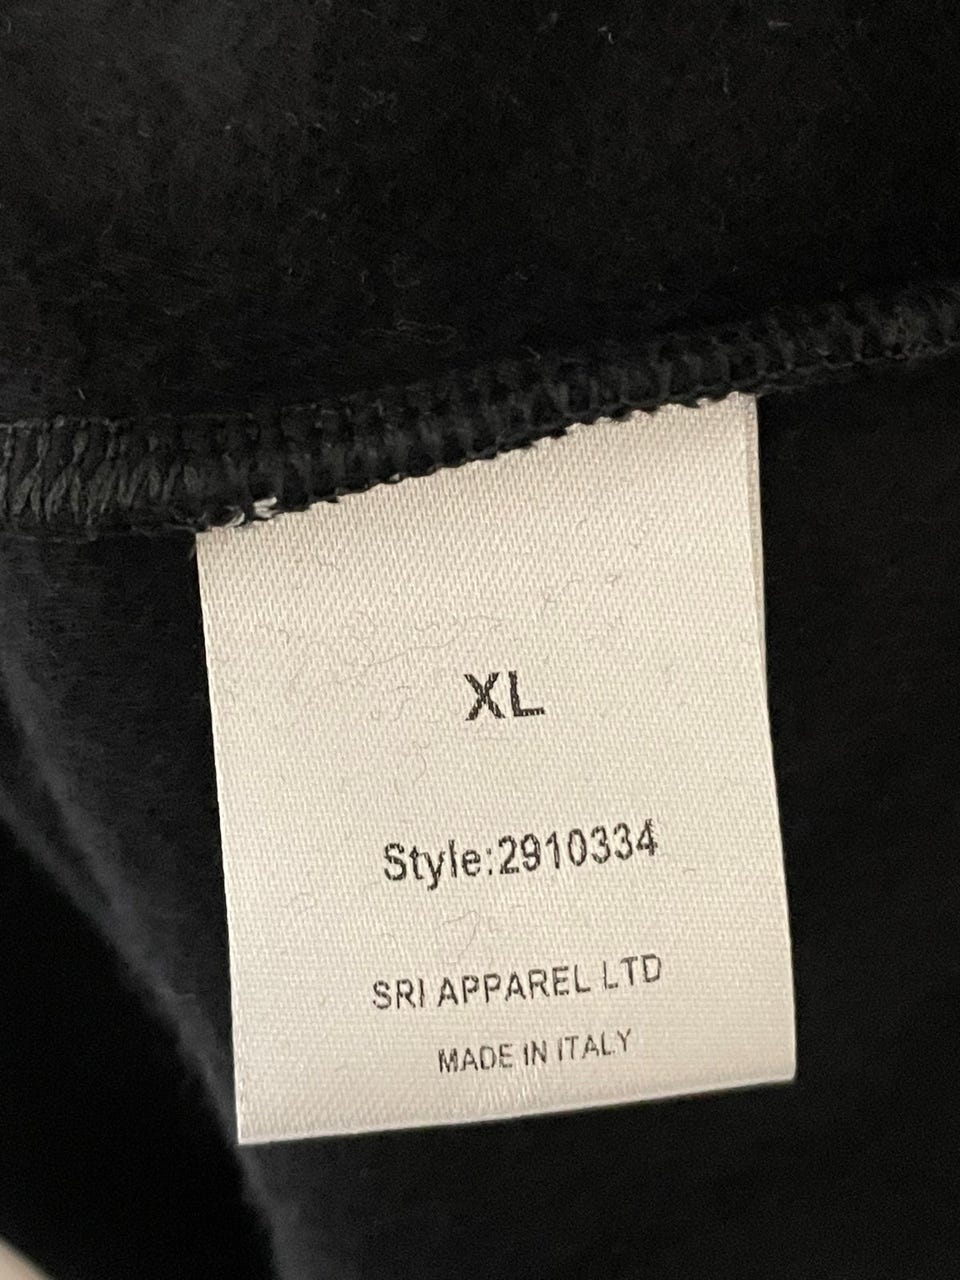 XL
Style:2910334
SRI APPAREL LTD
MADE IN ITALY